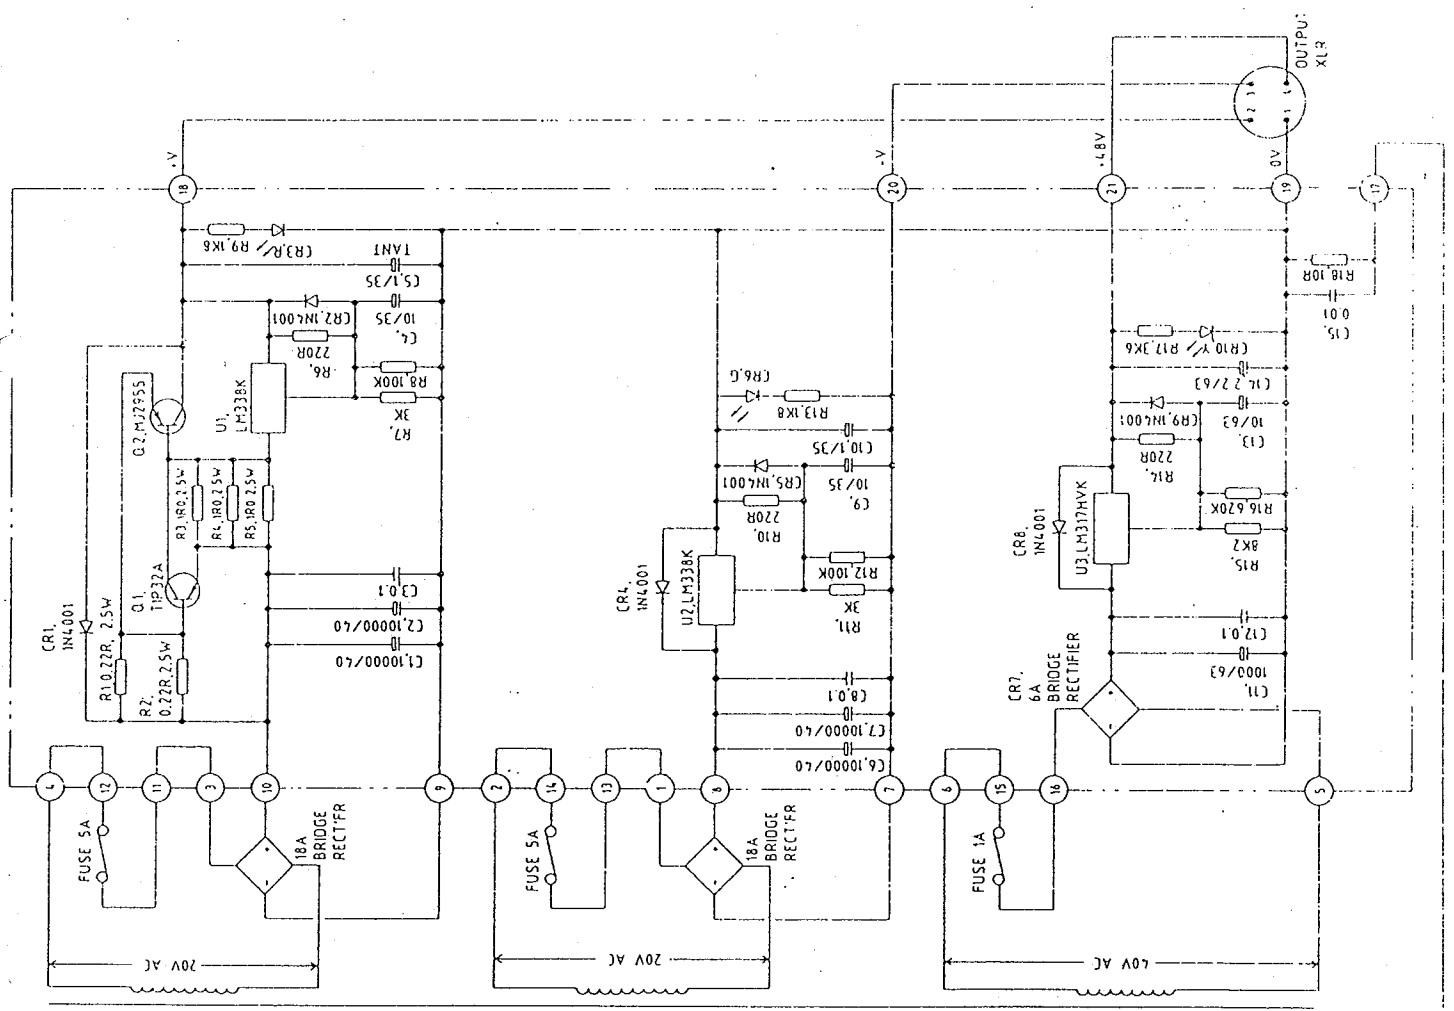 OUTPUT
XLR
2 3
1 4
+V
-V
+48V
0V
18
20
21
19
17
R9,1K8
CR3,R
TANT
C5,1/35
CR2,1N4001
10/35
C4,
220R
R6,
R8,100K
3K
R7,
Q2,MJ2955
U1,
LM338K
R3,1R0,2.5W
R4,1R0,2.5W
R5,1R0 2.5W
Q1,
TIP32A
CR1,
1N4001
R1 0.22R, 2.5W
R2,
0.22R,2.5W
C3,0.1
C2,10000/40
C1,10000/40
CR6,G
R13,1K8
C10,1/35
CR5,1N4001
10/35
C9,
220R
R10,
R12,100K
3K
R11,
CR4,
1N4001
U2,LM338K
C8,0.1
C7,10000/40
C6,10000/40
R18,10R
0.01
C15,
R17,3K6
CR10 Y
C14,2.2/63
CR9,1N4001
10/63
C13,
220R
R14,
R16,620K
8K2
R15,
CR8,
1N4001
U3,LM317HVK
C12,0.1
1000/63
C11,
CR7,
6A
BRIDGE
RECTIFIER
4
12
11
3
10
9
2
14
13
1
8
7
6
15
16
5
FUSE 5A
18A
BRIDGE
RECT'FR
FUSE 5A
18A
BRIDGE
RECT'FR
FUSE 1A
20V AC
20V AC
40V AC